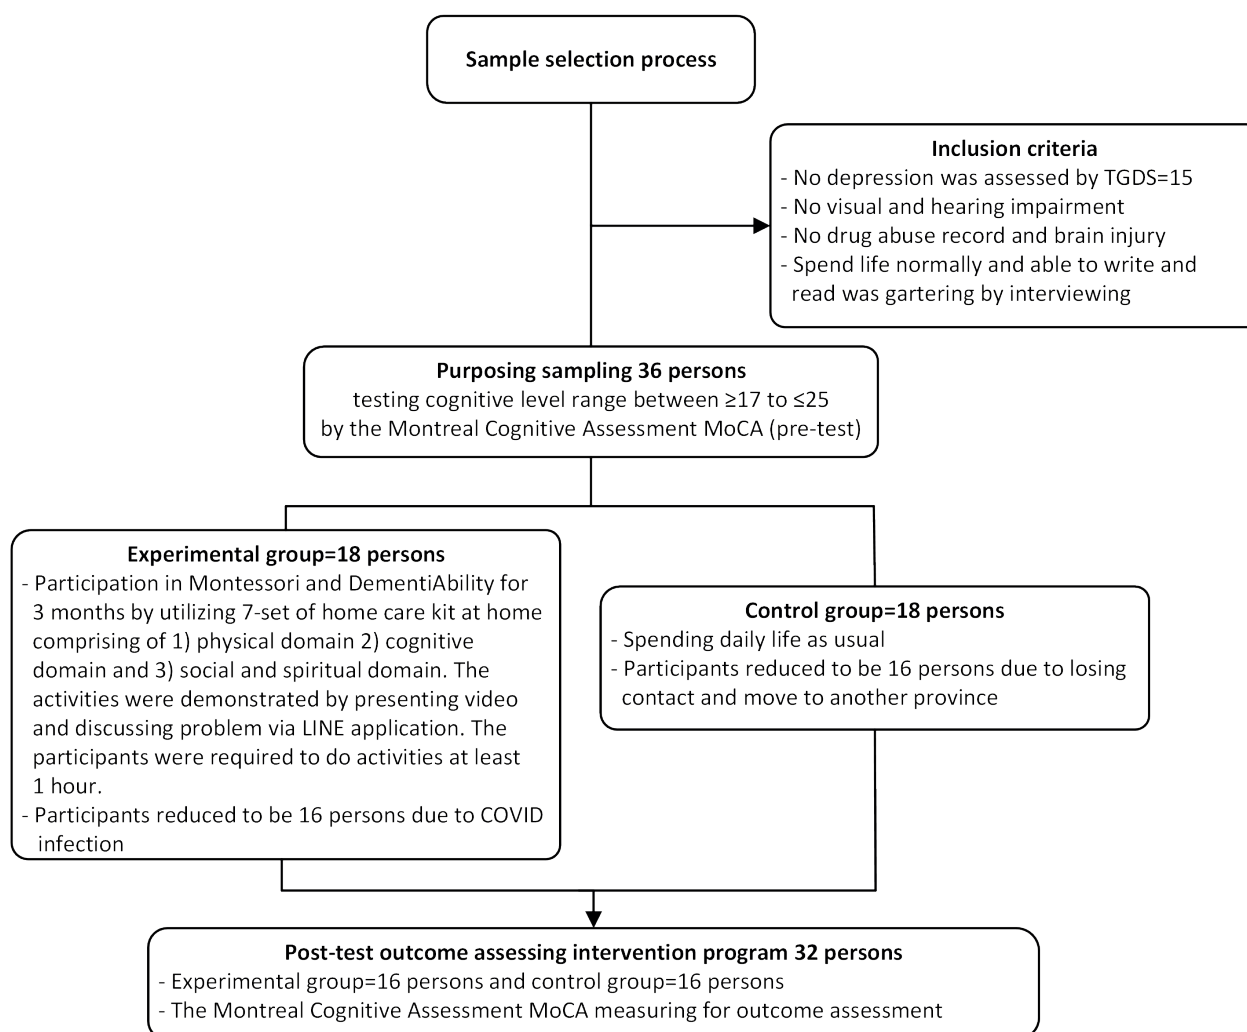 Sample selection process
Inclusion criteria
- No depression was assessed by TGDS=15
- No visual and hearing impairment
- No drug abuse record and brain injury
- Spend life normally and able to write and
read was gartering by interviewing
Purposing sampling 36 persons
testing cognitive level range between ≥17 to ≤25
by the Montreal Cognitive Assessment MoCA (pre-test)
Experimental group=18 persons
- Participation in Montessori and DementiAbility for
3 months by utilizing 7-set of home care kit at home
comprising of 1) physical domain 2) cognitive
domain and 3) social and spiritual domain. The
activities were demonstrated by presenting video
and discussing problem via LINE application. The
participants were required to do activities at least
1 hour.
- Participants reduced to be 16 persons due to COVID
infection
Control group=18 persons
- Spending daily life as usual
- Participants reduced to be 16 persons due to losing
contact and move to another province
Post-test outcome assessing intervention program 32 persons
- Experimental group=16 persons and control group=16 persons
- The Montreal Cognitive Assessment MoCA measuring for outcome assessment